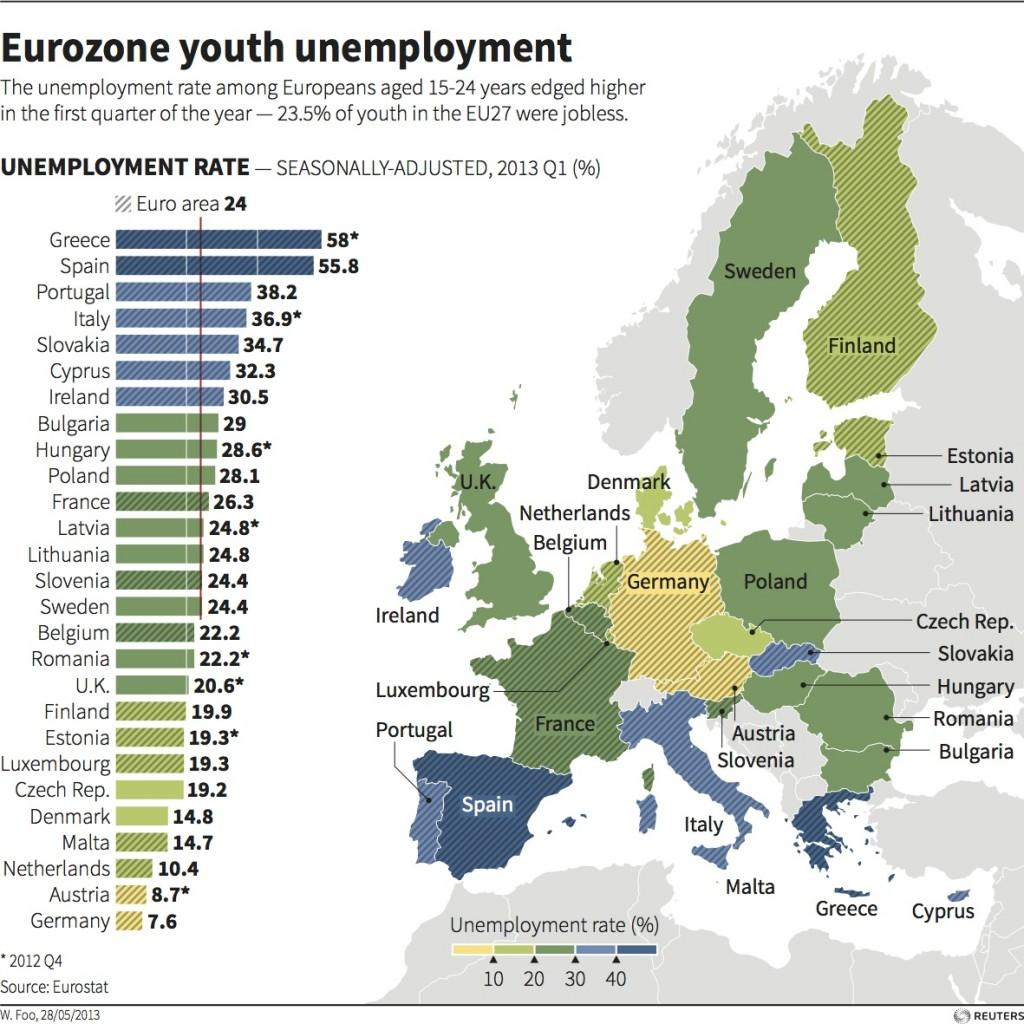 Eurozone youth unemployment
The unemployment rate among Europeans aged 15-24 years edged higher
in the first quarter of the year — 23.5% of youth in the EU27 were jobless.
UNEMPLOYMENT RATE — SEASONALLY-ADJUSTED, 2013 Q1 (%)
Euro area 24
Greece 58*
Spain 55.8
Portugal 38.2
Italy 36.9*
Slovakia 34.7
Cyprus 32.3
Ireland 30.5
Bulgaria 29
Hungary 28.6*
Poland 28.1
France 26.3
Latvia 24.8*
Lithuania 24.8
Slovenia 24.4
Sweden 24.4
Belgium 22.2
Romania 22.2*
U.K. 20.6*
Finland 19.9
Estonia 19.3*
Luxembourg 19.3
Czech Rep. 19.2
Denmark 14.8
Malta 14.7
Netherlands 10.4
Austria 8.7*
Germany 7.6
* 2012 Q4
Source: Eurostat
W. Foo, 28/05/2013
Sweden
Finland
Estonia
U.K.
Denmark
Latvia
Netherlands
Lithuania
Belgium
Germany
Poland
Ireland
Czech Rep.
Slovakia
Luxembourg
Hungary
Romania
Portugal
France
Austria
Bulgaria
Slovenia
Spain
Italy
Malta
Greece
Cyprus
Unemployment rate (%)
10 20 30 40
REUTERS